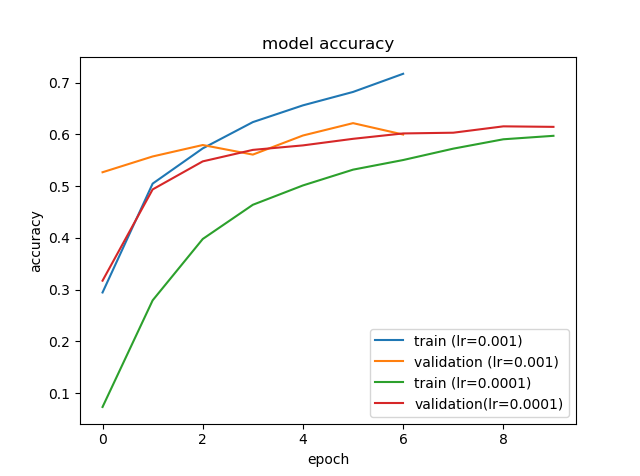 model accuracy
accuracy
0.7
0.6
0.5
0.4
0.3
0.2
0.1
train (lr=0.001)
validation (lr=0.001)
train (lr=0.0001)
validation(lr=0.0001)
0 2 4 6 8
epoch